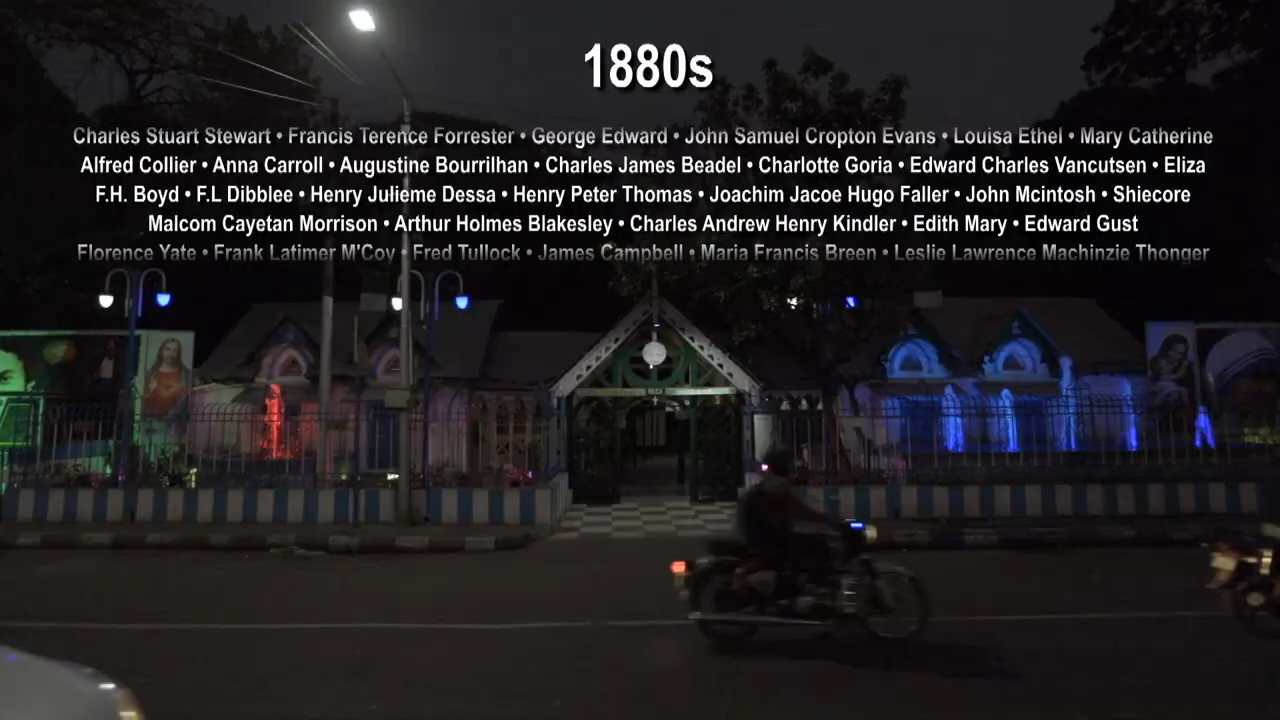 1880s
Charles Stuart Stewart • Francis Terence Forrester • George Edward • John Samuel Cropton Evans • Louisa Ethel • Mary Catherine
Alfred Collier • Anna Carroll • Augustine Bourrilhan • Charles James Beadel • Charlotte Goria • Edward Charles Vancutsen • Eliza
F.H. Boyd • F.L Dibblee • Henry Julieme Dessa • Henry Peter Thomas • Joachim Jacoe Hugo Faller • John Mcintosh • Shiecore
Malcom Cayetan Morrison • Arthur Holmes Blakesley • Charles Andrew Henry Kindler • Edith Mary • Edward Gust
Florence Yate • Frank Latimer M'Coy • Fred Tullock • James Campbell • Maria Francis Breen • Leslie Lawrence Machinzie Thonger